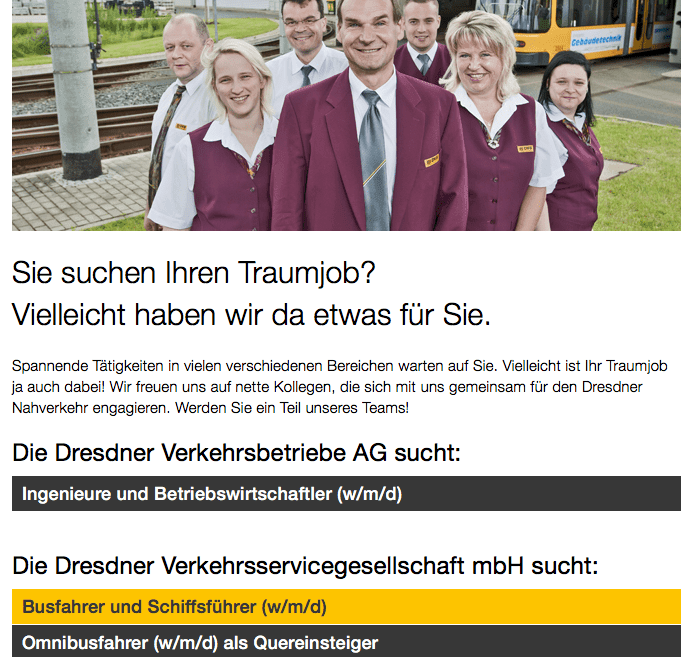 Gebäudetechnik
Sie suchen Ihren Traumjob?
Vielleicht haben wir da etwas für Sie.
Spannende Tätigkeiten in vielen verschiedenen Bereichen warten auf Sie. Vielleicht ist Ihr Traumjob
ja auch dabei! Wir freuen uns auf nette Kollegen, die sich mit uns gemeinsam für den Dresdner
Nahverkehr engagieren. Werden Sie ein Teil unseres Teams!
Die Dresdner Verkehrsbetriebe AG sucht:
Ingenieure und Betriebswirtschaftler (w/m/d)
Die Dresdner Verkehrsservicegesellschaft mbH sucht:
Busfahrer und Schiffsführer (w/m/d)
Omnibusfahrer (w/m/d) als Quereinsteiger